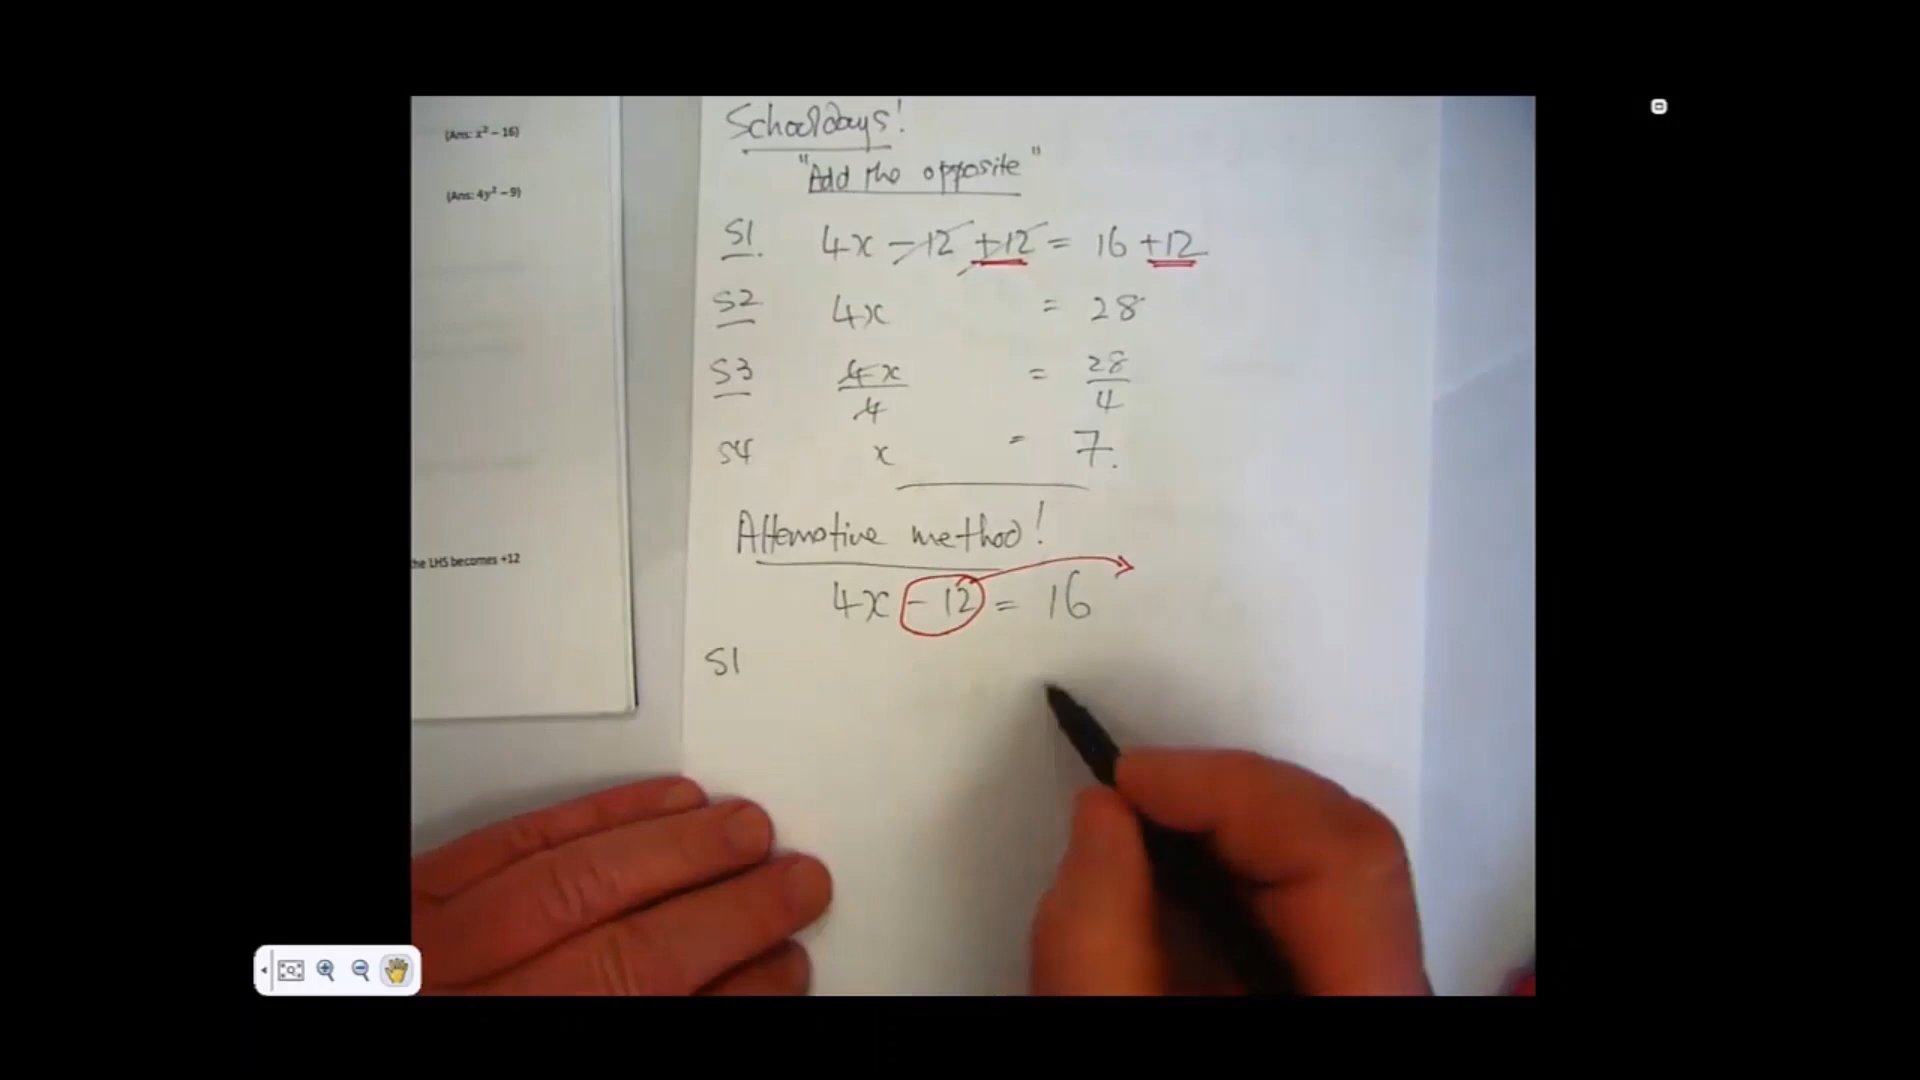 (Ans: x² – 16)
(Ans: 4y² – 9)
the LHS becomes +12
Schooldays!
"Add the opposite"
S1. 4x – 12 + 12 = 16 + 12
S2 4x = 28
S3 4x/4 = 28/4
S4 x = 7.
Alternative method!
4x – 12 = 16
S1